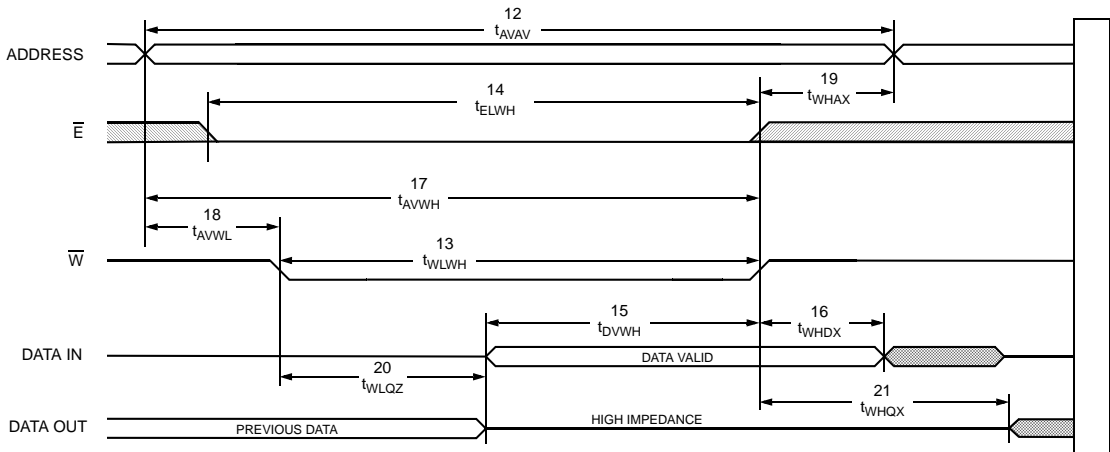 12
tAVAV
ADDRESS
19
tWHAX
14
tELWH
E
17
tAVWH
18
tAVWL
13
tWLWH
W
15
tDVWH
16
tWHDX
DATA IN
DATA VALID
20
tWLQZ
21
tWHQX
DATA OUT
PREVIOUS DATA
HIGH IMPEDANCE